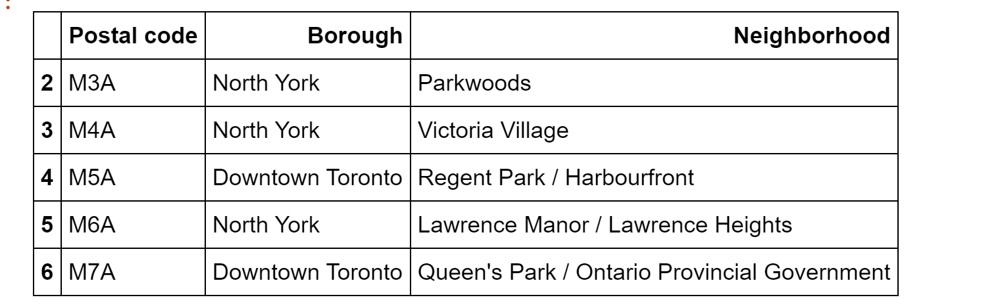 Postal code Borough Neighborhood
2 M3A North York Parkwoods
3 M4A North York Victoria Village
4 M5A Downtown Toronto Regent Park / Harbourfront
5 M6A North York Lawrence Manor / Lawrence Heights
6 M7A Downtown Toronto Queen's Park / Ontario Provincial Government